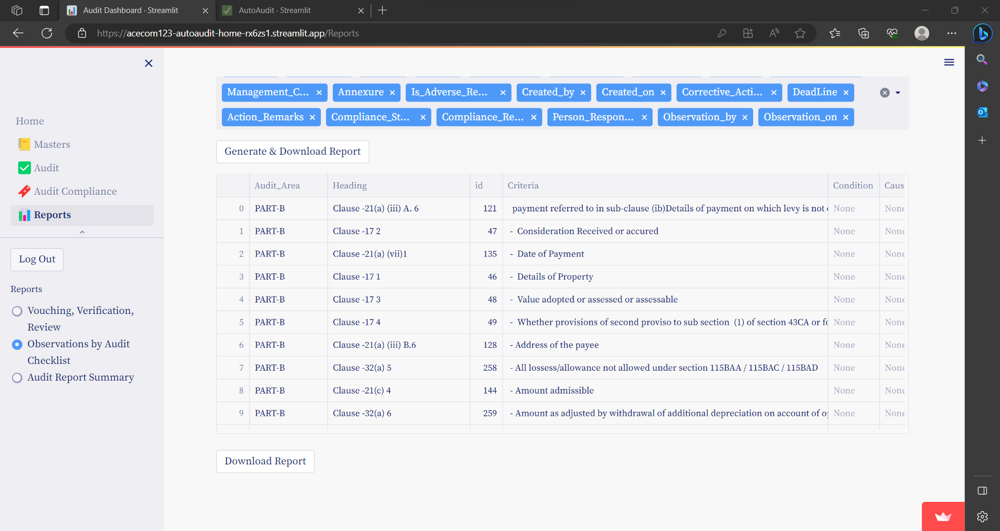 Audit Dashboard · Streamlit
AutoAudit · Streamlit
https://acecom123-autoaudit-home-rx6zs1.streamlit.app/Reports
Home
Masters
Audit
Audit Compliance
Reports
Log Out
Reports
Vouching, Verification,
Review
Observations by Audit
Checklist
Audit Report Summary
Management_C... Annexure Is_Adverse_Re... Created_by Created_on Corrective_Acti... DeadLine
Action_Remarks Compliance_St... Compliance_Re... Person_Respon... Observation_by Observation_on
Generate & Download Report
Audit_Area Heading id Criteria Condition Caus
0 PART-B Clause -21(a) (iii) A. 6 121 payment referred to in sub-clause (ib)Details of payment on which levy is not None None
1 PART-B Clause -17 2 47 - Consideration Received or accured None None
2 PART-B Clause -21(a) (vii)1 135 - Date of Payment None None
3 PART-B Clause -17 1 46 - Details of Property None None
4 PART-B Clause -17 3 48 - Value adopted or assessed or assessable None None
5 PART-B Clause -17 4 49 - Whether provisions of second proviso to sub section (1) of section 43CA or None None
6 PART-B Clause -21(a) (iii) B.6 128 - Address of the payee None None
7 PART-B Clause -32(a) 5 258 - All lossess/allowance not allowed under section 115BAA / 115BAC / 115BAD None None
8 PART-B Clause -21(c) 4 144 - Amount admissible None None
9 PART-B Clause -32(a) 6 259 - Amount as adjusted by withdrawal of additional depreciation on account of None None
Download Report